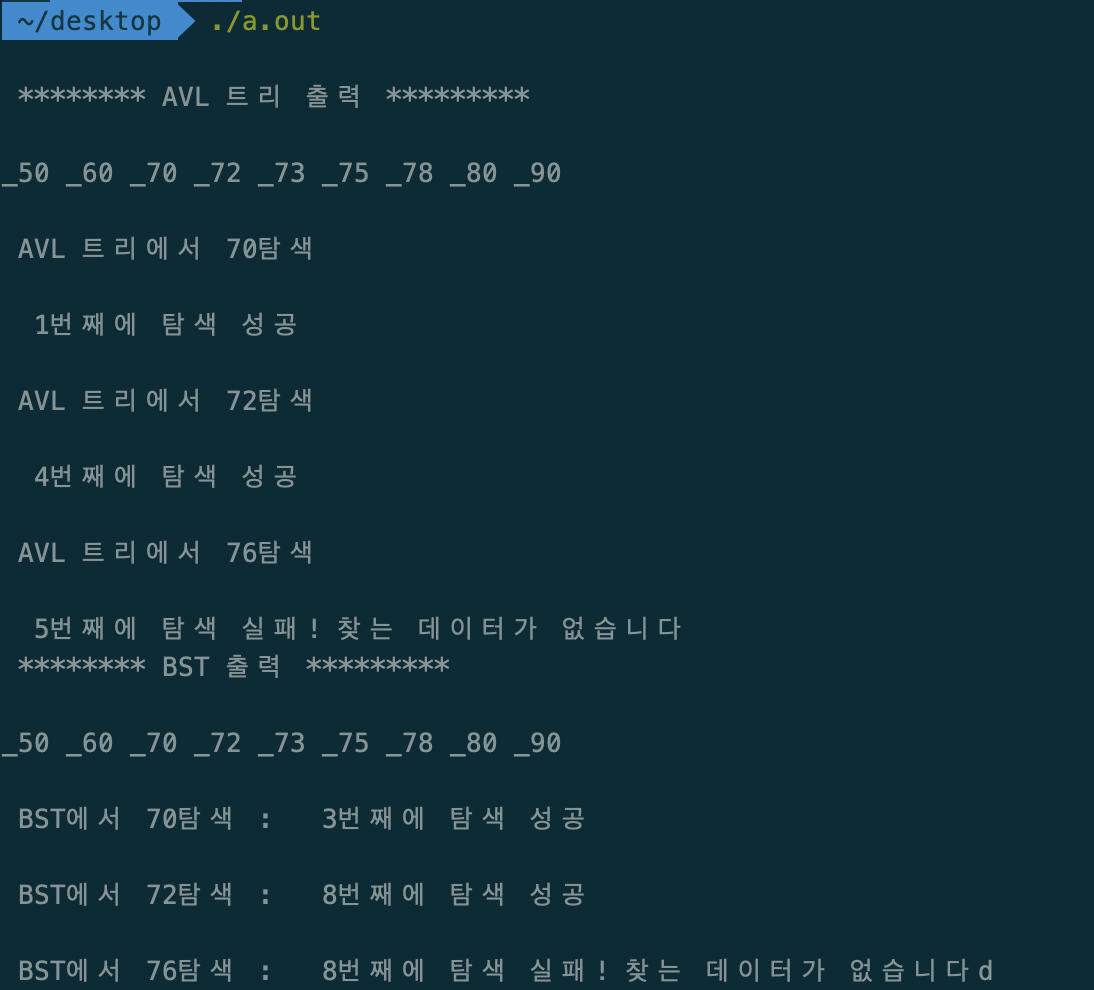 ~/desktop ./a.out
******** AVL 트리 출력 *********
_50 _60 _70 _72 _73 _75 _78 _80 _90
AVL 트리에서 70탐색
1번째에 탐색 성공
AVL 트리에서 72탐색
4번째에 탐색 성공
AVL 트리에서 76탐색
5번째에 탐색 실패! 찾는 데이터가 없습니다
******** BST 출력 *********
_50 _60 _70 _72 _73 _75 _78 _80 _90
BST에서 70탐색 : 3번째에 탐색 성공
BST에서 72탐색 : 8번째에 탐색 성공
BST에서 76탐색 : 8번째에 탐색 실패! 찾는 데이터가 없습니다d